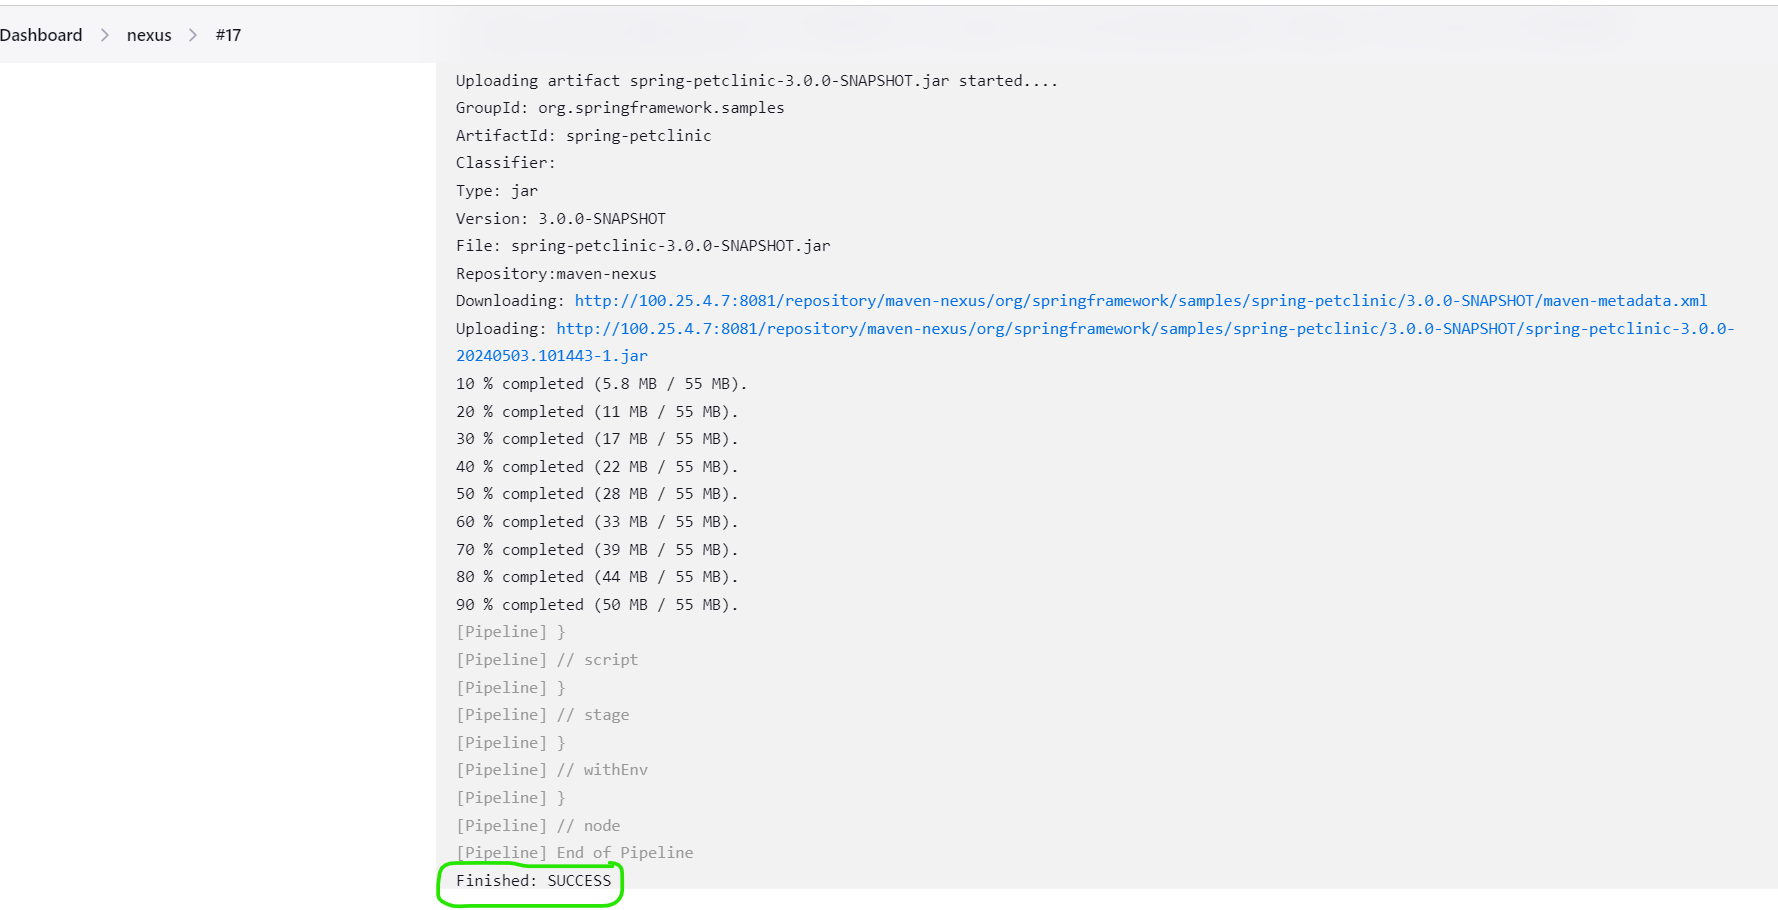 Dashboard > nexus > #17
Uploading artifact spring-petclinic-3.0.0-SNAPSHOT.jar started....
GroupId: org.springframework.samples
ArtifactId: spring-petclinic
Classifier:
Type: jar
Version: 3.0.0-SNAPSHOT
File: spring-petclinic-3.0.0-SNAPSHOT.jar
Repository:maven-nexus
Downloading: http://100.25.4.7:8081/repository/maven-nexus/org/springframework/samples/spring-petclinic/3.0.0-SNAPSHOT/maven-metadata.xml
Uploading: http://100.25.4.7:8081/repository/maven-nexus/org/springframework/samples/spring-petclinic/3.0.0-SNAPSHOT/spring-petclinic-3.0.0-
20240503.101443-1.jar
10 % completed (5.8 MB / 55 MB).
20 % completed (11 MB / 55 MB).
30 % completed (17 MB / 55 MB).
40 % completed (22 MB / 55 MB).
50 % completed (28 MB / 55 MB).
60 % completed (33 MB / 55 MB).
70 % completed (39 MB / 55 MB).
80 % completed (44 MB / 55 MB).
90 % completed (50 MB / 55 MB).
[Pipeline] }
[Pipeline] // script
[Pipeline] }
[Pipeline] // stage
[Pipeline] }
[Pipeline] // withEnv
[Pipeline] }
[Pipeline] // node
[Pipeline] End of Pipeline
Finished: SUCCESS